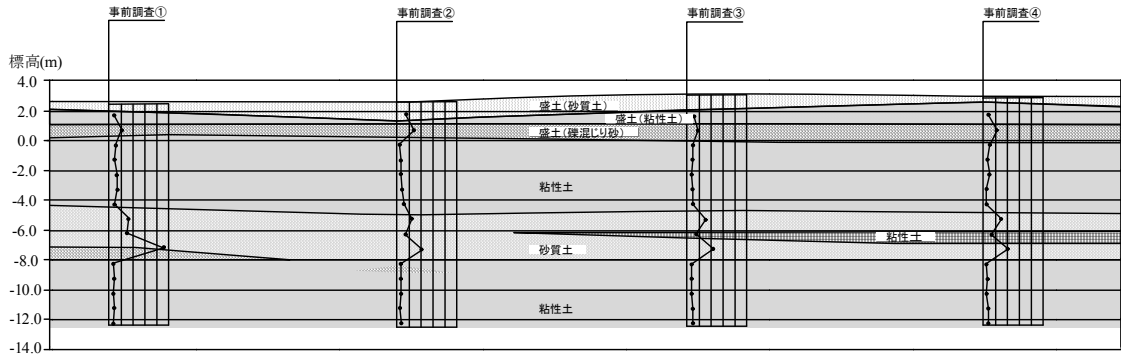 事前調査①
事前調査②
事前調査③
事前調査④
標高(m)
4.0
2.0
0.0
-2.0
-4.0
-6.0
-8.0
-10.0
-12.0
-14.0
盛土(砂質土)
盛土(粘性土)
盛土(礫混じり砂)
粘性土
粘性土
砂質土
粘性土